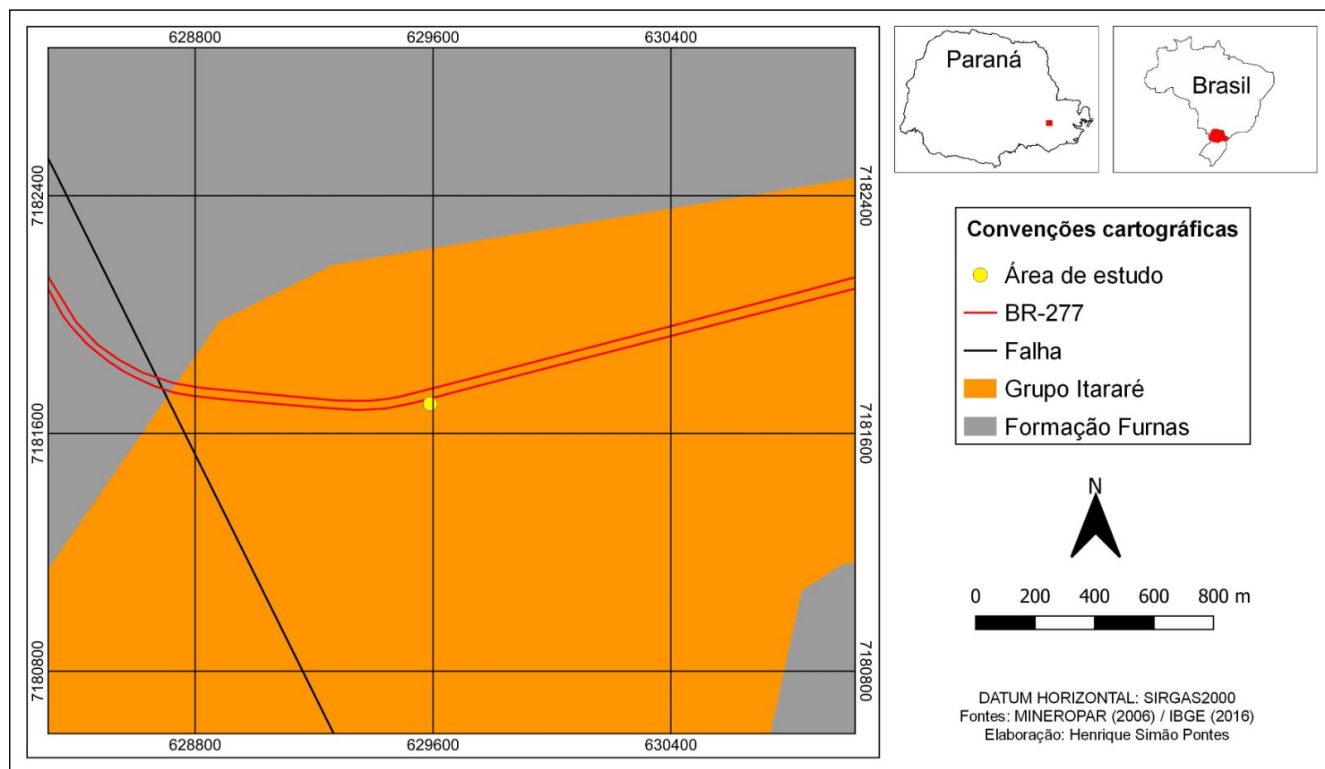 628800
629600
630400
7182400
7182400
7181600
7181600
7180800
7180800
628800
629600
630400
Paraná
Brasil
Convenções cartográficas
Área de estudo
BR-277
Falha
Grupo Itararé
Formação Furnas
N
0 200 400 600 800 m
DATUM HORIZONTAL: SIRGAS2000
Fontes: MINEROPAR (2006) / IBGE (2016)
Elaboração: Henrique Simão Pontes